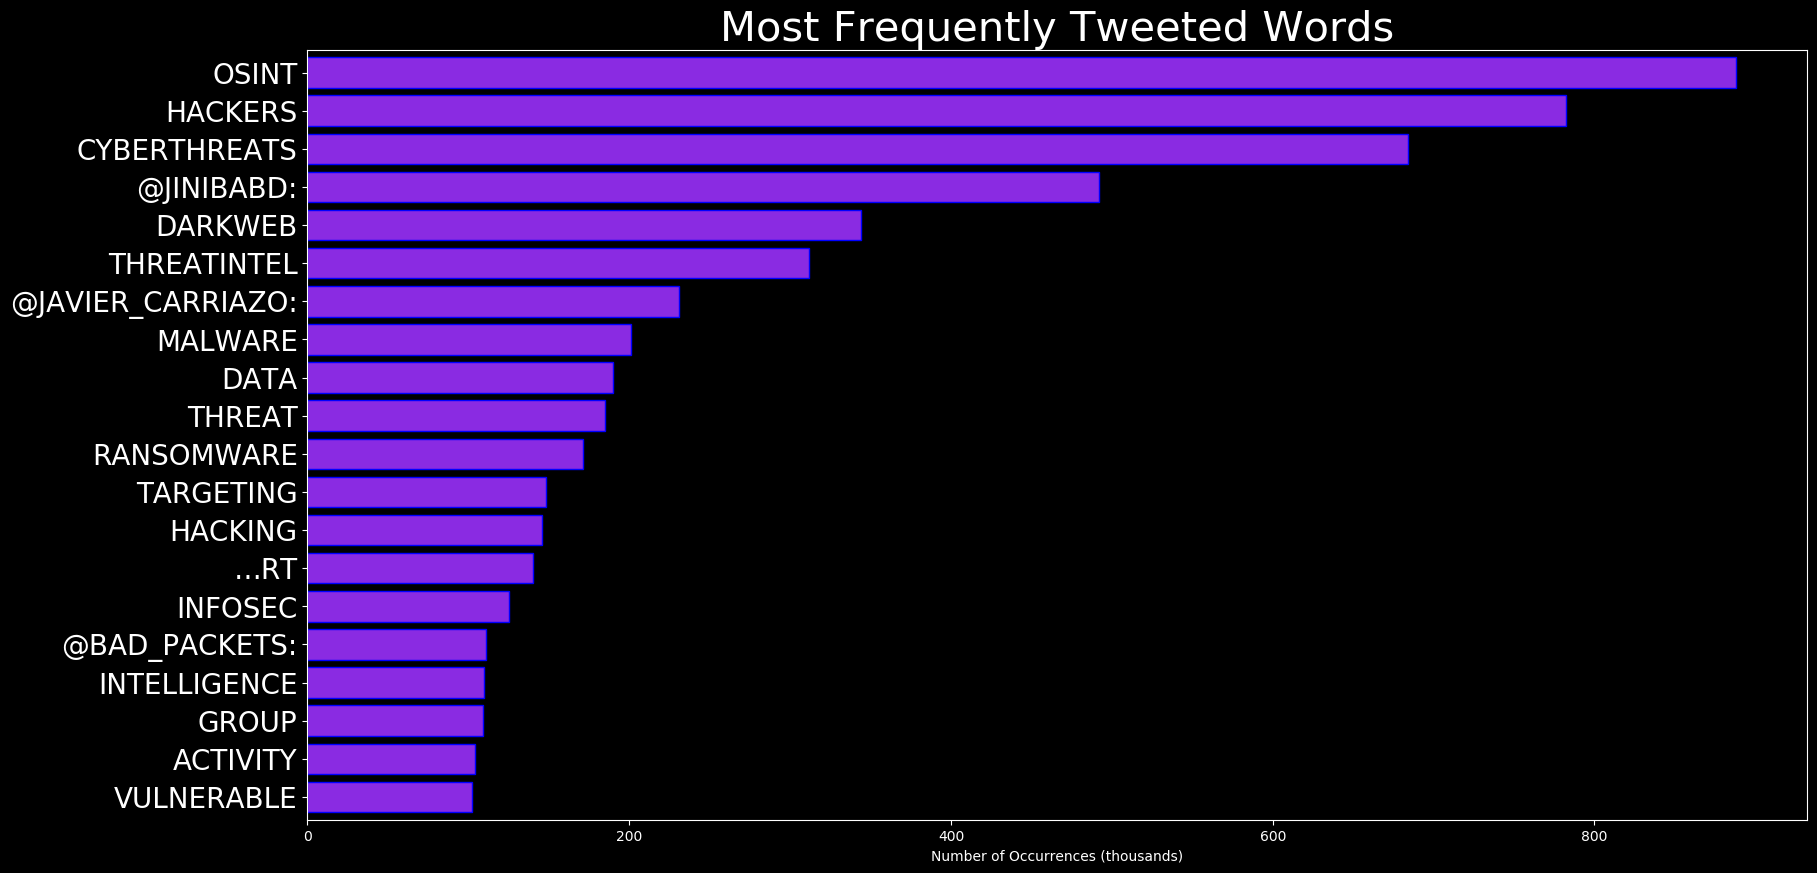 Most Frequently Tweeted Words
OSINT
HACKERS
CYBERTHREATS
@JINIBABD:
DARKWEB
THREATINTEL
@JAVIER_CARRIAZO:
MALWARE
DATA
THREAT
RANSOMWARE
TARGETING
HACKING
…RT
INFOSEC
@BAD_PACKETS:
INTELLIGENCE
GROUP
ACTIVITY
VULNERABLE
0 200 400 600 800
Number of Occurrences (thousands)